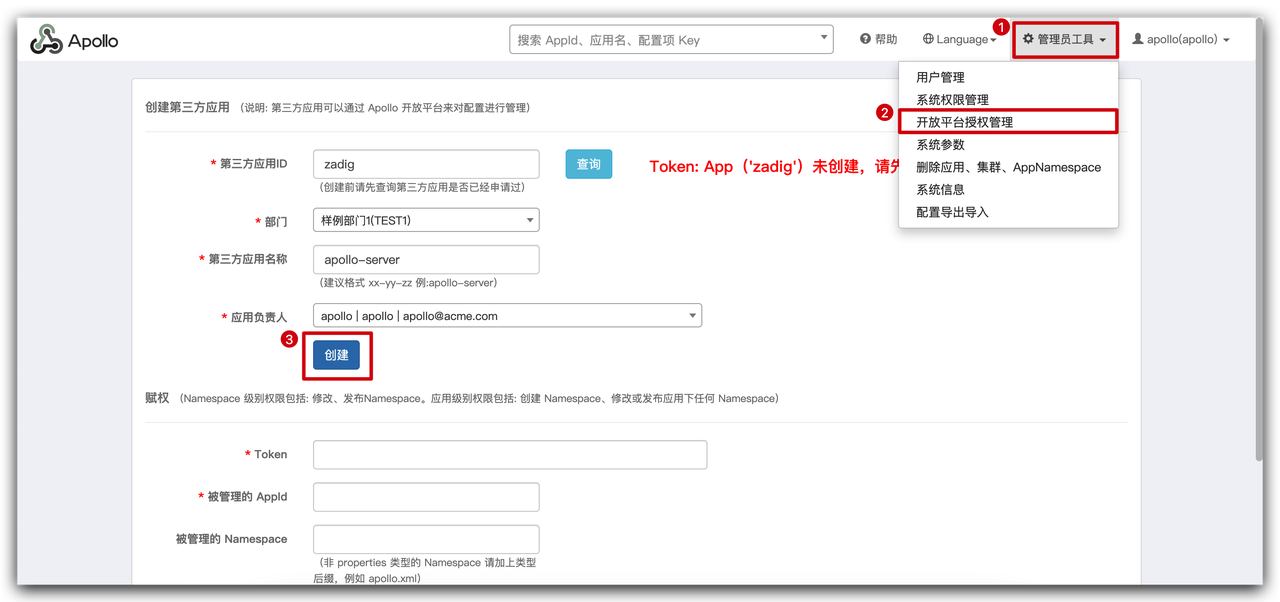 Apollo
搜索 AppId、应用名、配置项 Key
帮助
Language
1
管理员工具
apollo(apollo)
用户管理
系统权限管理
2
开放平台授权管理
系统参数
删除应用、集群、AppNamespace
系统信息
配置导出导入
创建第三方应用 （说明: 第三方应用可以通过 Apollo 开放平台来对配置进行管理）
* 第三方应用ID
zadig
查询
Token: App（'zadig'）未创建，请先
（创建前请先查询第三方应用是否已经申请过）
* 部门
样例部门1(TEST1)
* 第三方应用名称
apollo-server
（建议格式 xx-yy-zz 例:apollo-server）
* 应用负责人
apollo | apollo | apollo@acme.com
3
创建
赋权 （Namespace 级别权限包括: 修改、发布Namespace。应用级别权限包括: 创建 Namespace、修改或发布应用下任何 Namespace）
* Token
* 被管理的 AppId
被管理的 Namespace
（非 properties 类型的 Namespace 请加上类型
后缀，例如 apollo.xml）